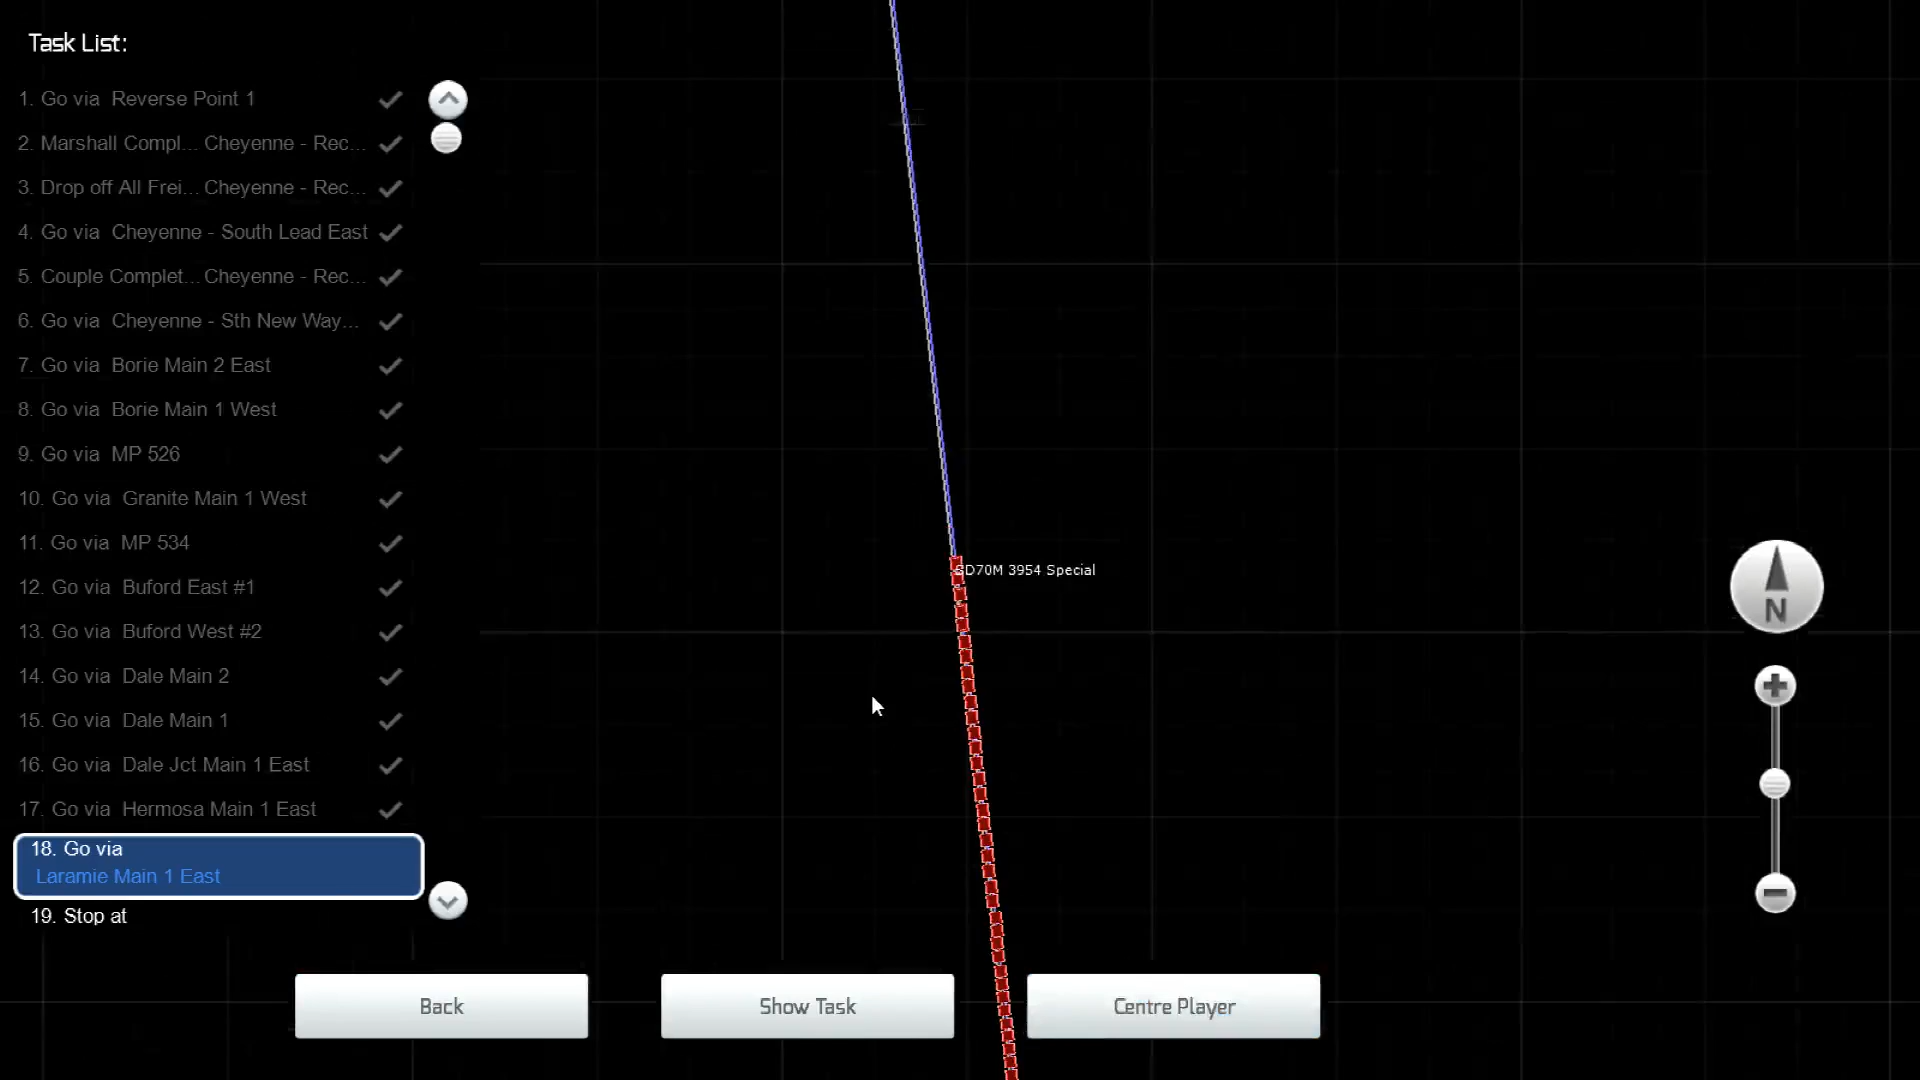 Task List:
1. Go via Reverse Point 1
2. Marshall Compl... Cheyenne - Rec...
3. Drop off All Frei... Cheyenne - Rec...
4. Go via Cheyenne - South Lead East
5. Couple Complet... Cheyenne - Rec...
6. Go via Cheyenne - Sth New Way...
7. Go via Borie Main 2 East
8. Go via Borie Main 1 West
9. Go via MP 526
10. Go via Granite Main 1 West
11. Go via MP 534
12. Go via Buford East #1
13. Go via Buford West #2
14. Go via Dale Main 2
15. Go via Dale Main 1
16. Go via Dale Jct Main 1 East
17. Go via Hermosa Main 1 East
18. Go via
Laramie Main 1 East
19. Stop at
SD70M 3954 Special
N
Back
Show Task
Centre Player